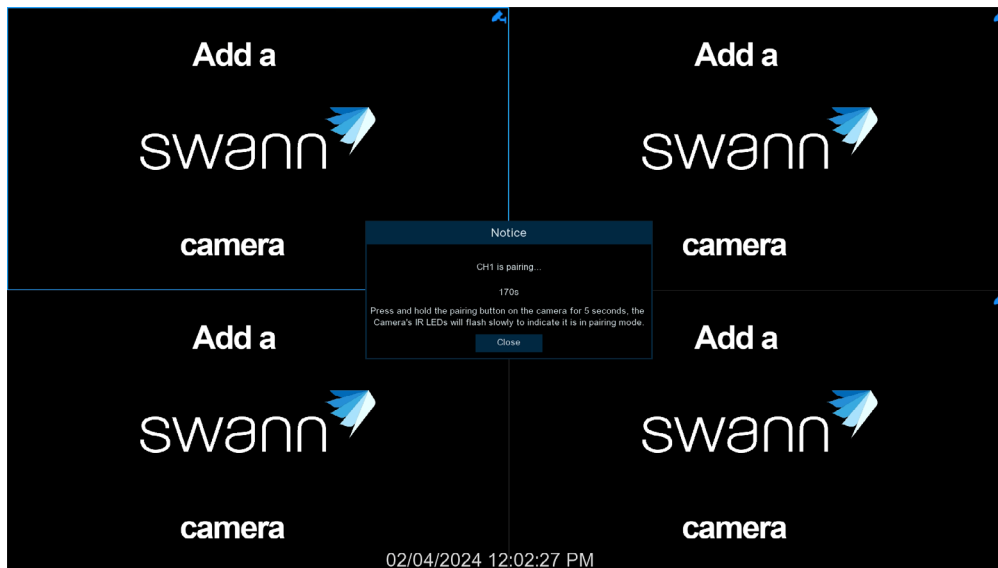 Add a
Add a
swann
swann
camera
camera
Notice
CH1 is pairing...
170s
Press and hold the pairing button on the camera for 5 seconds, the
Camera's IR LEDs will flash slowly to indicate it is in pairing mode.
Close
Add a
Add a
swann
swann
camera
camera
02/04/2024 12:02:27 PM